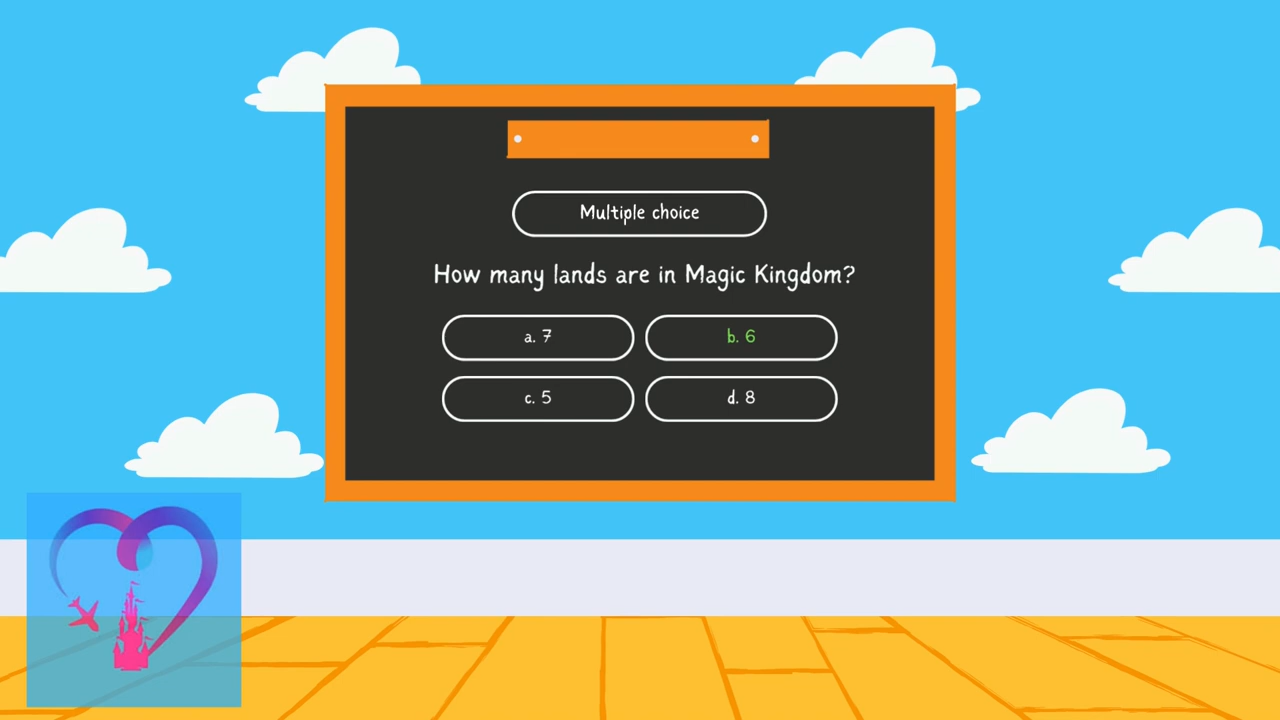 Multiple choice
How many lands are in Magic Kingdom?
a. 7
b. 6
c. 5
d. 8